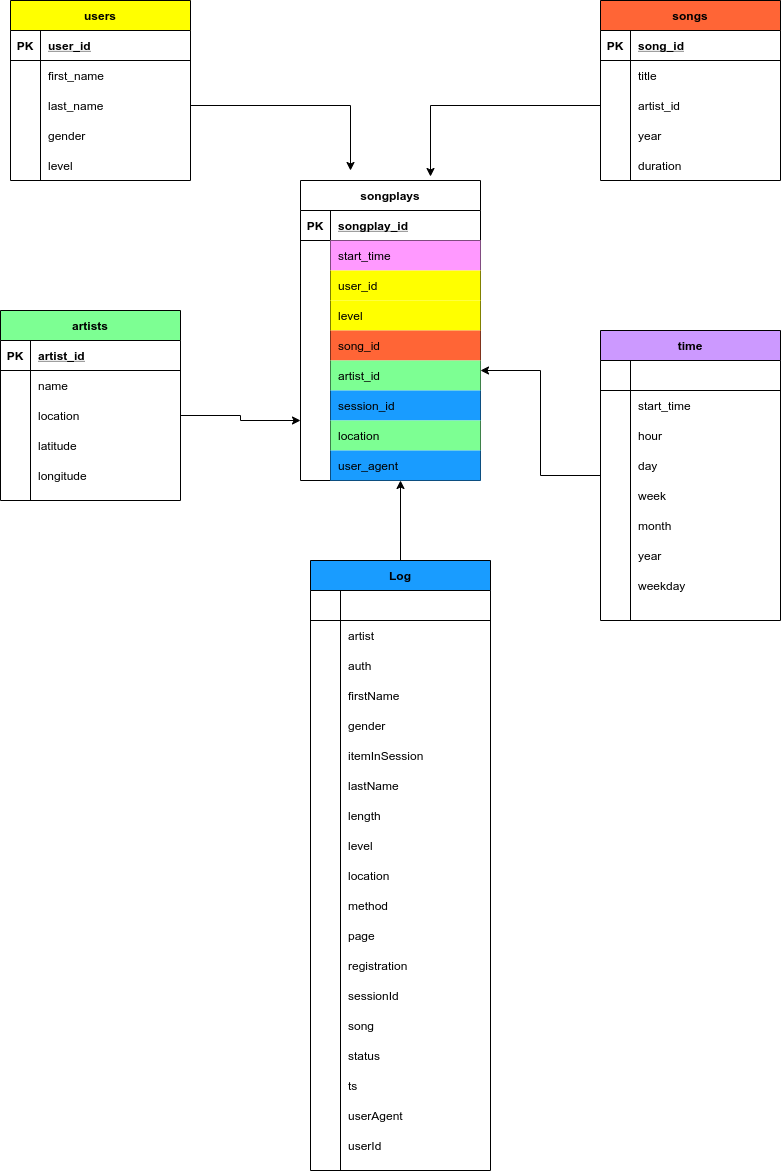 users
PK user_id
first_name
last_name
gender
level
songs
PK song_id
title
artist_id
year
duration
songplays
PK songplay_id
start_time
user_id
level
song_id
artist_id
session_id
location
user_agent
artists
PK artist_id
name
location
latitude
longitude
time
start_time
hour
day
week
month
year
weekday
Log
artist
auth
firstName
gender
itemInSession
lastName
length
level
location
method
page
registration
sessionId
song
status
ts
userAgent
userId